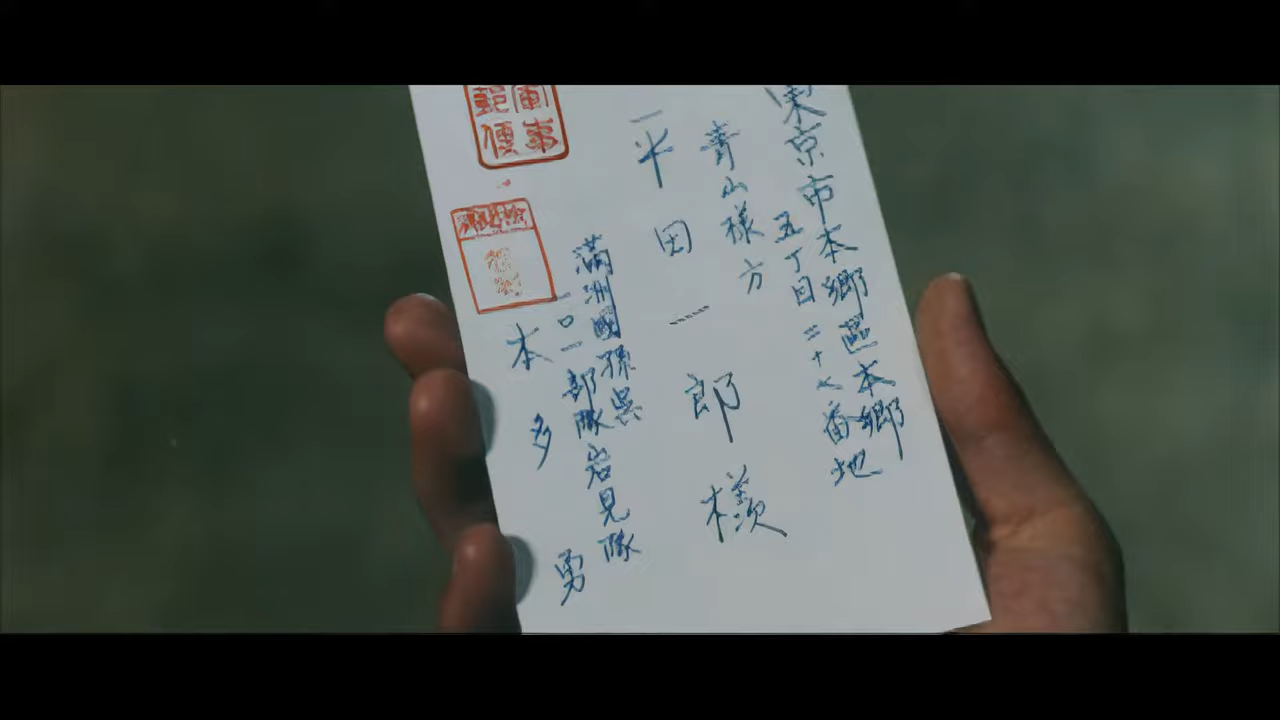 東京市本郷區本郷
五丁目二十八番地
青山様方
平田一郎様
滿洲國孫呉
一〇一部隊岩見隊
本多勇
軍事
郵便